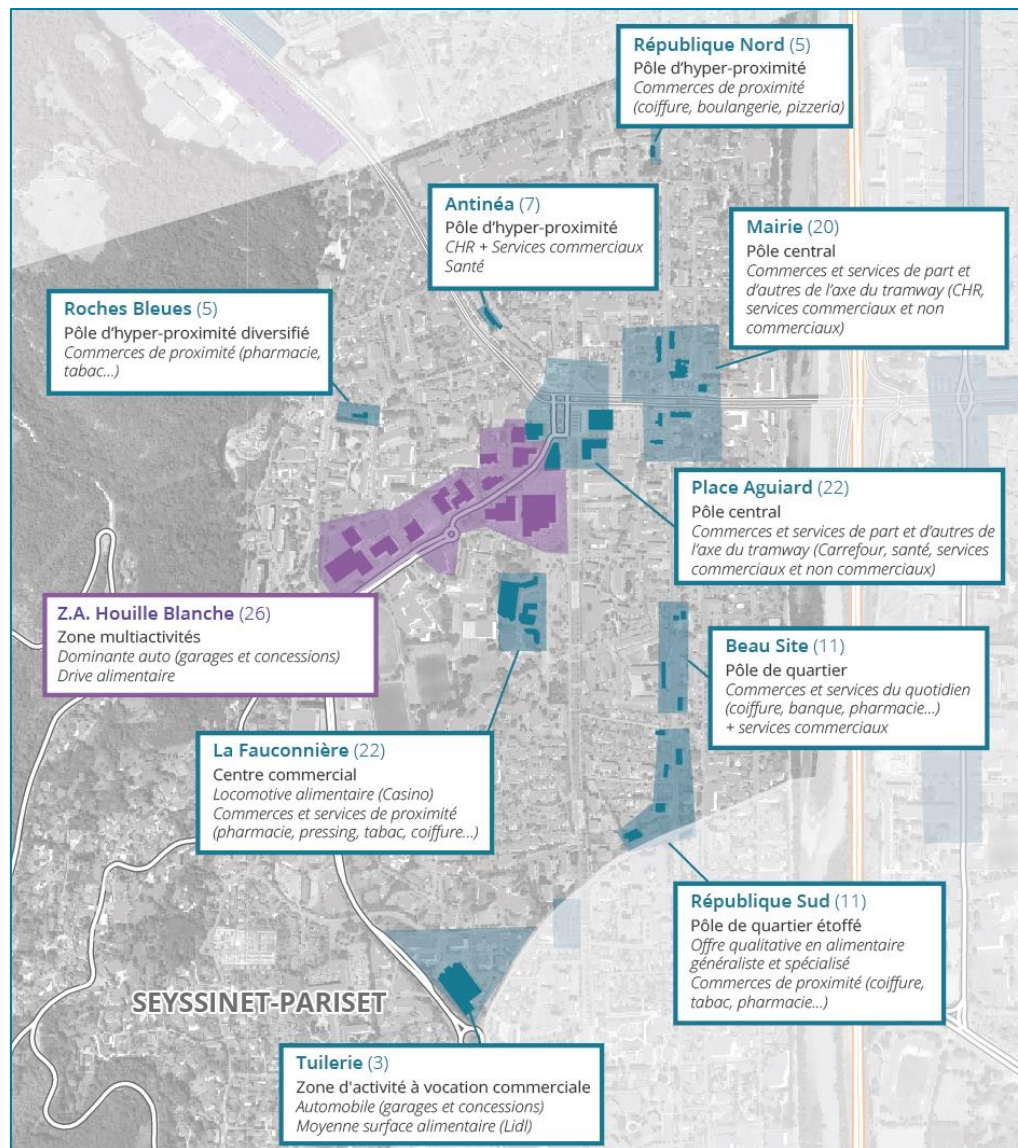 République Nord (5)
Pôle d'hyper-proximité
Commerces de proximité
(coiffure, boulangerie, pizzeria)
Antinéa (7)
Pôle d'hyper-proximité
CHR + Services commerciaux
Santé
Mairie (20)
Pôle central
Commerces et services de part et
d'autres de l'axe du tramway (CHR,
services commerciaux et non
commerciaux)
Roches Bleues (5)
Pôle d'hyper-proximité diversifié
Commerces de proximité (pharmacie,
tabac...)
Place Aguiard (22)
Pôle central
Commerces et services de part et d'autres de
l'axe du tramway (Carrefour, santé, services
commerciaux et non commerciaux)
Z.A. Houille Blanche (26)
Zone multiactivités
Dominante auto (garages et concessions)
Drive alimentaire
Beau Site (11)
Pôle de quartier
Commerces et services du quotidien
(coiffure, banque, pharmacie...)
+ services commerciaux
La Fauconnière (22)
Centre commercial
Locomotive alimentaire (Casino)
Commerces et services de proximité
(pharmacie, pressing, tabac, coiffure...)
République Sud (11)
Pôle de quartier étoffé
Offre qualitative en alimentaire
généraliste et spécialisé
Commerces de proximité (coiffure,
tabac, pharmacie...)
SEYSSINET-PARISET
Tuilerie (3)
Zone d'activité à vocation commerciale
Automobile (garages et concessions)
Moyenne surface alimentaire (Lidl)